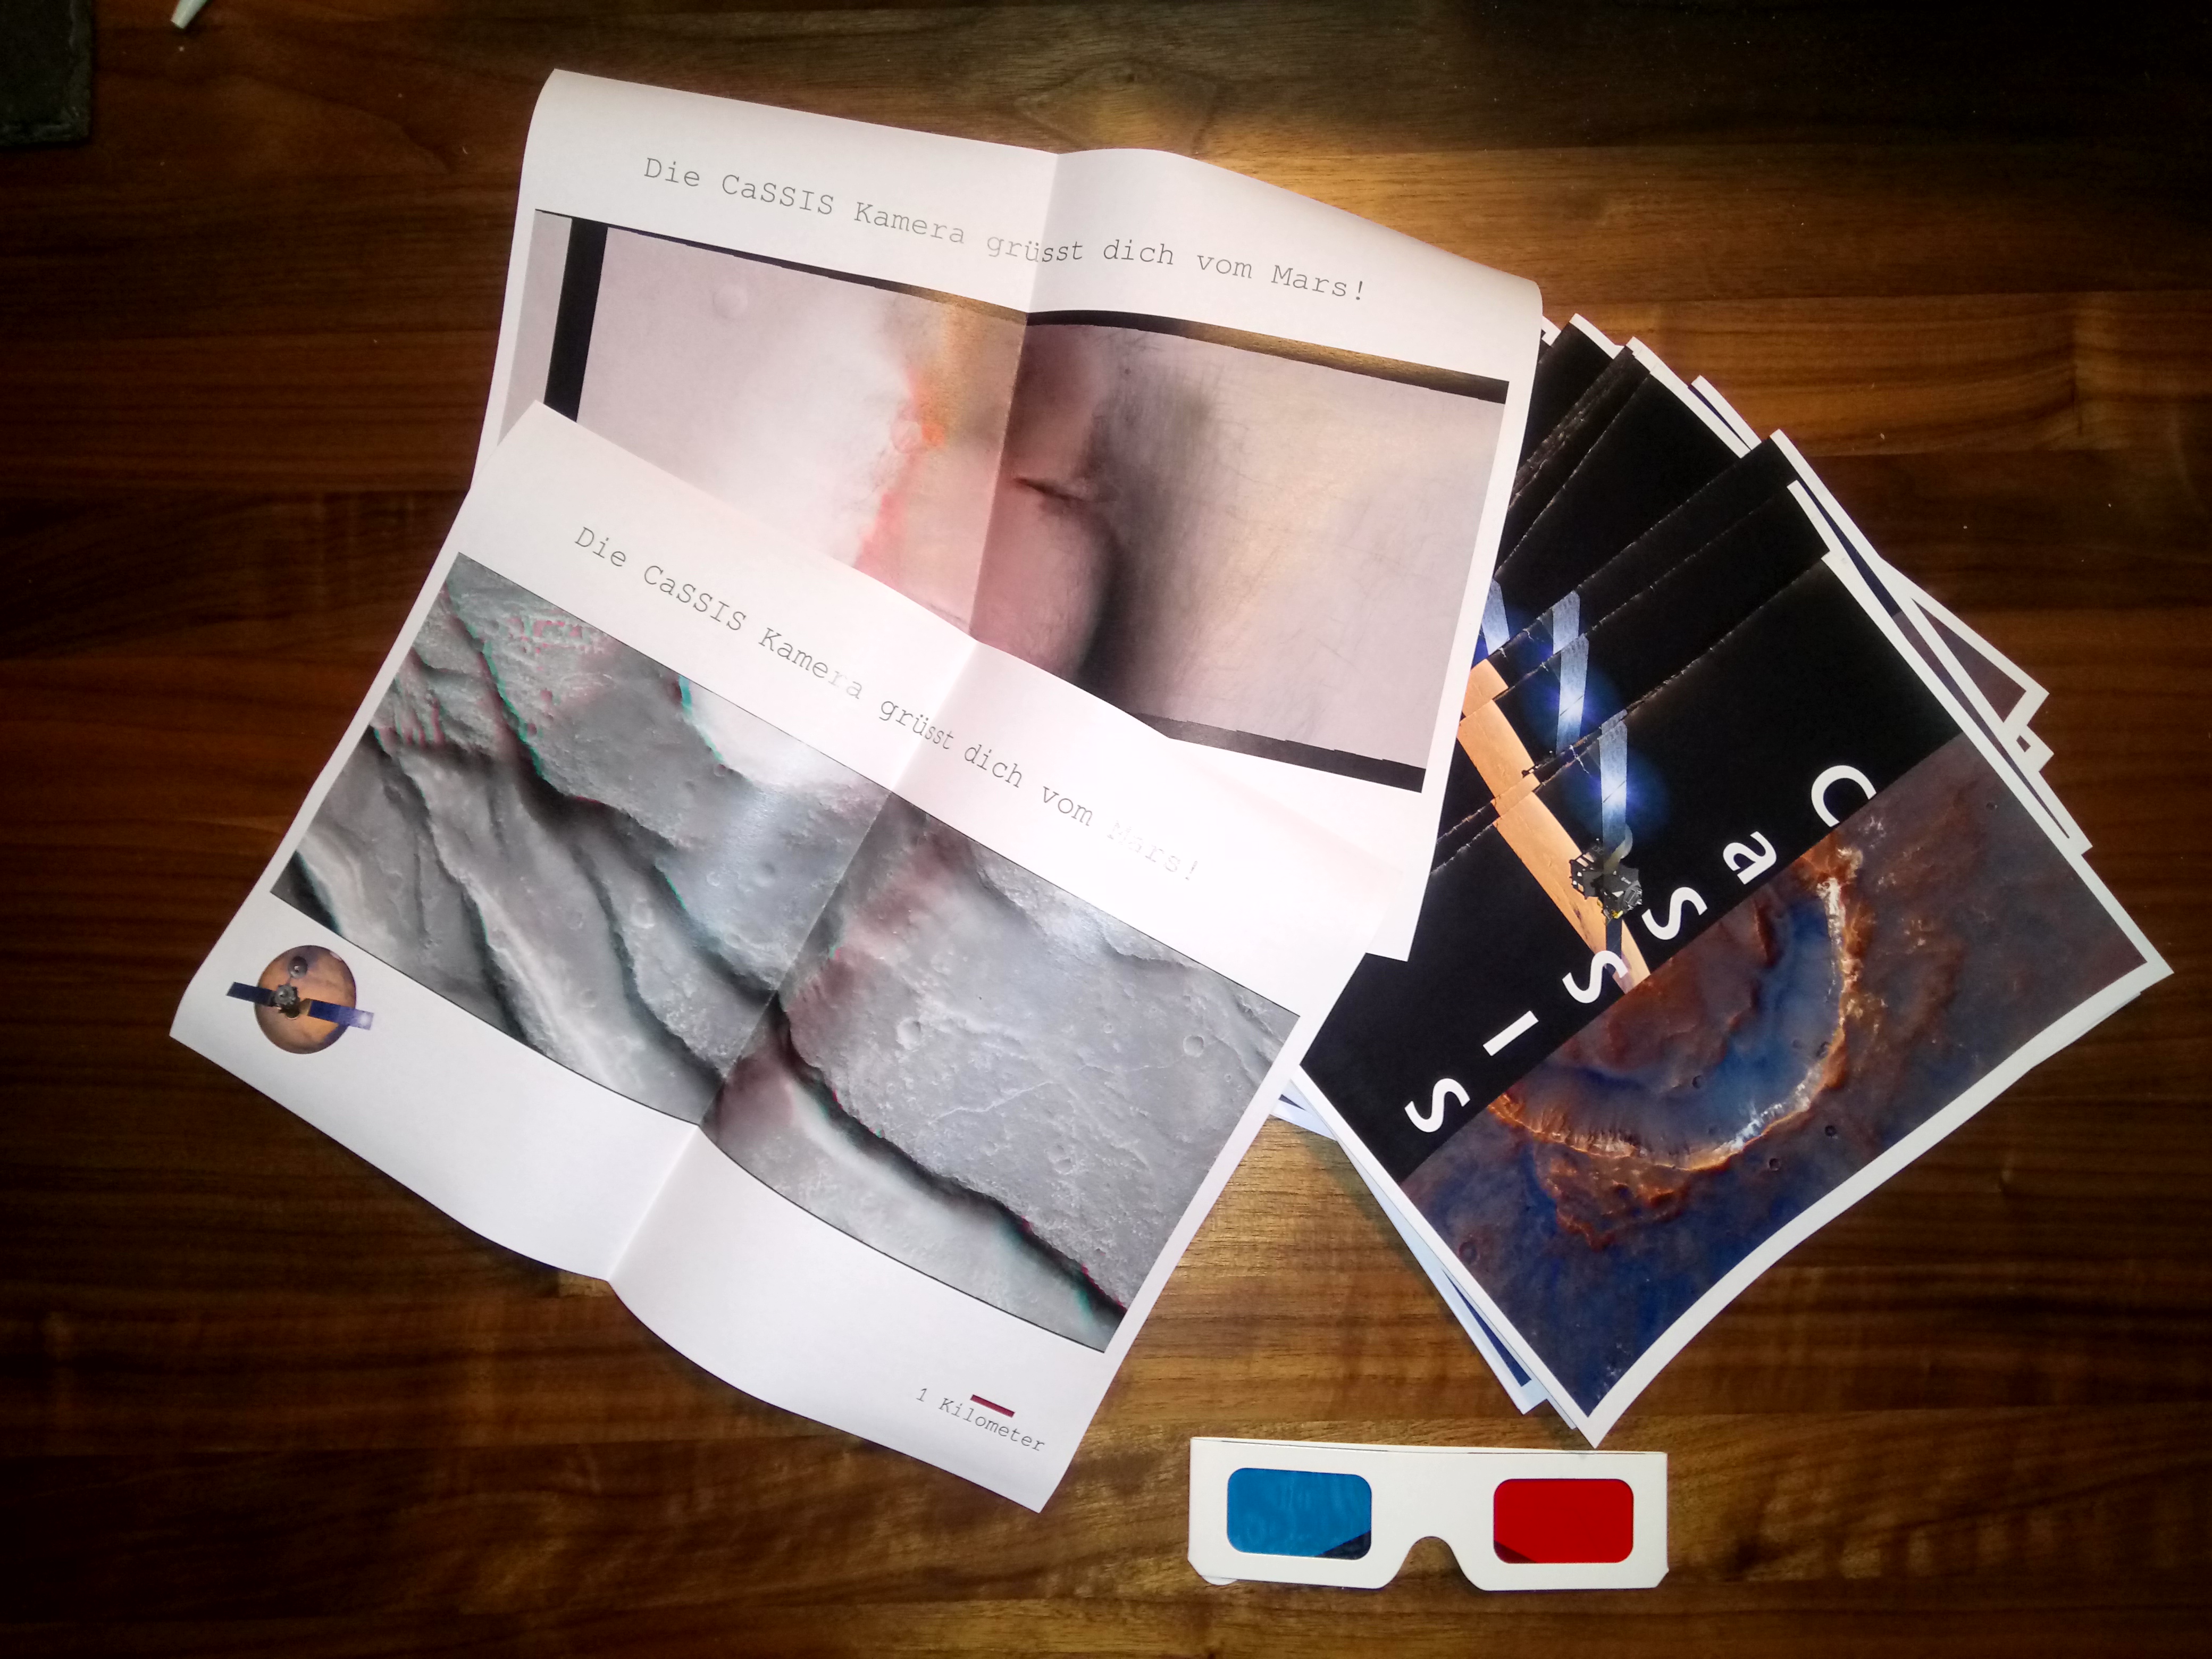 Die CaSSIS Kamera grüsst dich vom Mars!
Die CaSSIS Kamera grüsst dich vom Mars!
CaSSIS
1 Kilometer